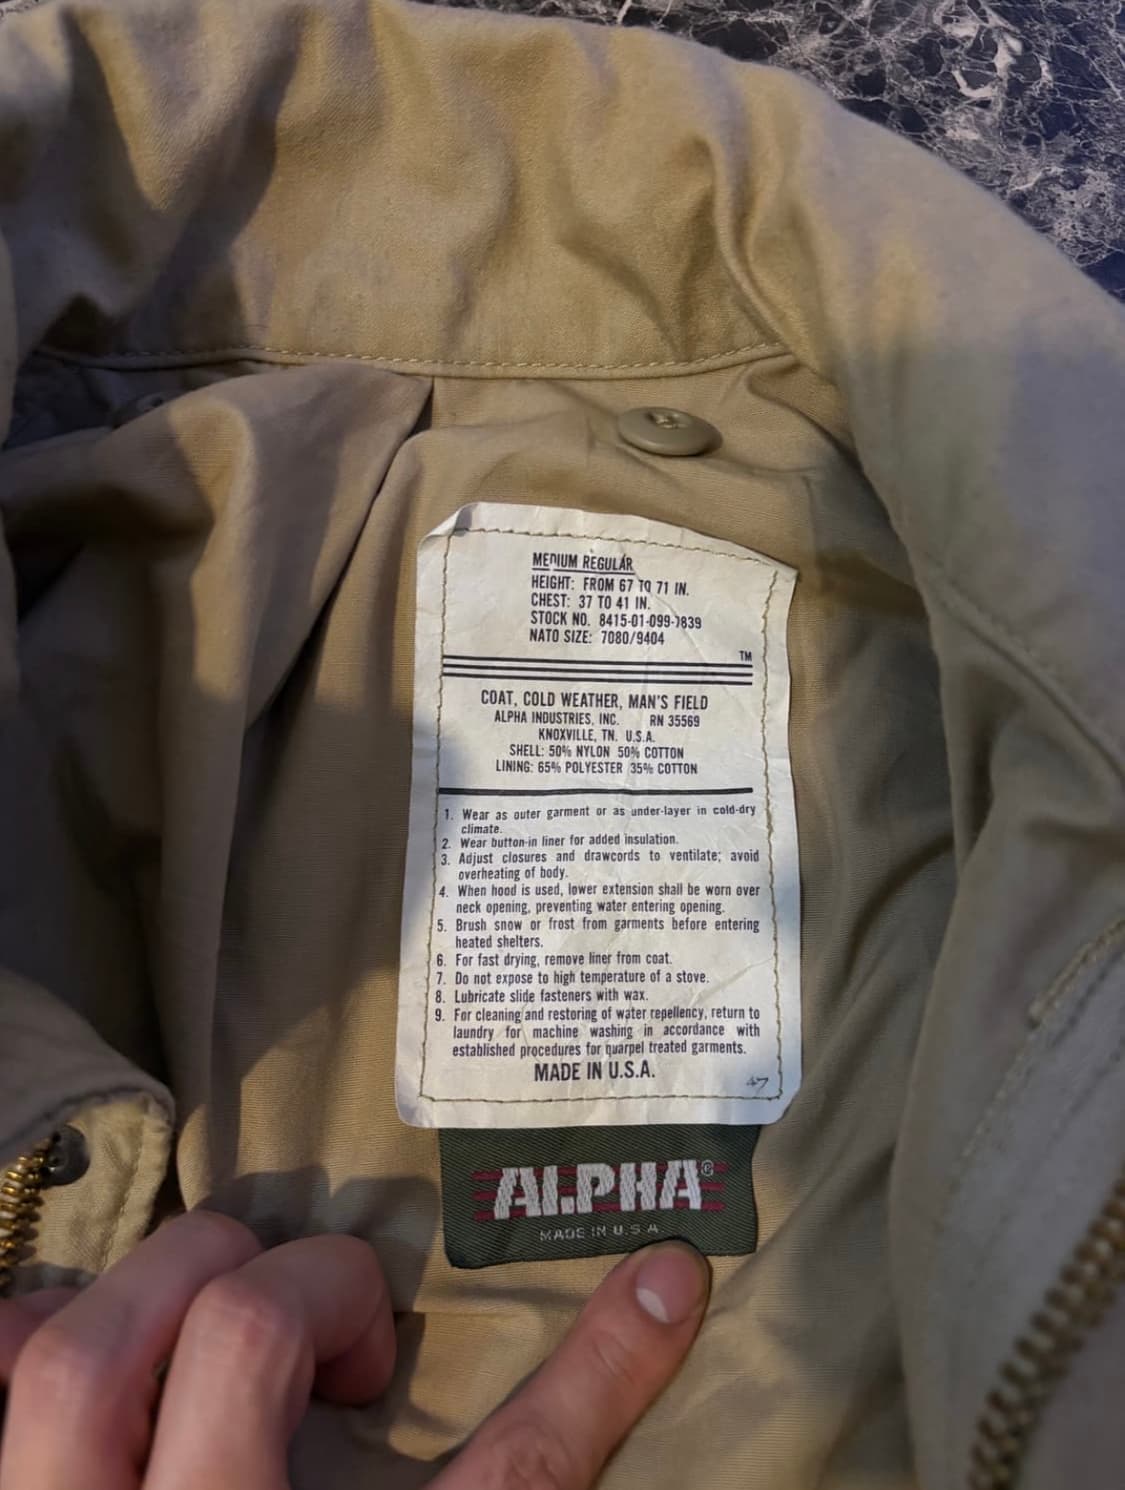 MEDIUM REGULAR
HEIGHT: FROM 67 TO 71 IN.
CHEST: 37 TO 41 IN.
STOCK NO. 8415-01-099-7839
NATO SIZE: 7080/9404
TM
COAT, COLD WEATHER, MAN'S FIELD
ALPHA INDUSTRIES, INC. RN 35569
KNOXVILLE, TN. U.S.A.
SHELL: 50% NYLON 50% COTTON
LINING: 65% POLYESTER 35% COTTON
1. Wear as outer garment or as under-layer in cold-dry
climate.
2. Wear button-in liner for added insulation.
3. Adjust closures and drawcords to ventilate; avoid
overheating of body.
4. When hood is used, lower extension shall be worn over
neck opening, preventing water entering opening.
5. Brush snow or frost from garments before entering
heated shelters.
6. For fast drying, remove liner from coat.
7. Do not expose to high temperature of a stove.
8. Lubricate slide fasteners with wax.
9. For cleaning and restoring of water repellency, return to
laundry for machine washing in accordance with
established procedures for quarpel treated garments.
MADE IN U.S.A.
47
ALPHA®
MADE IN U.S.A